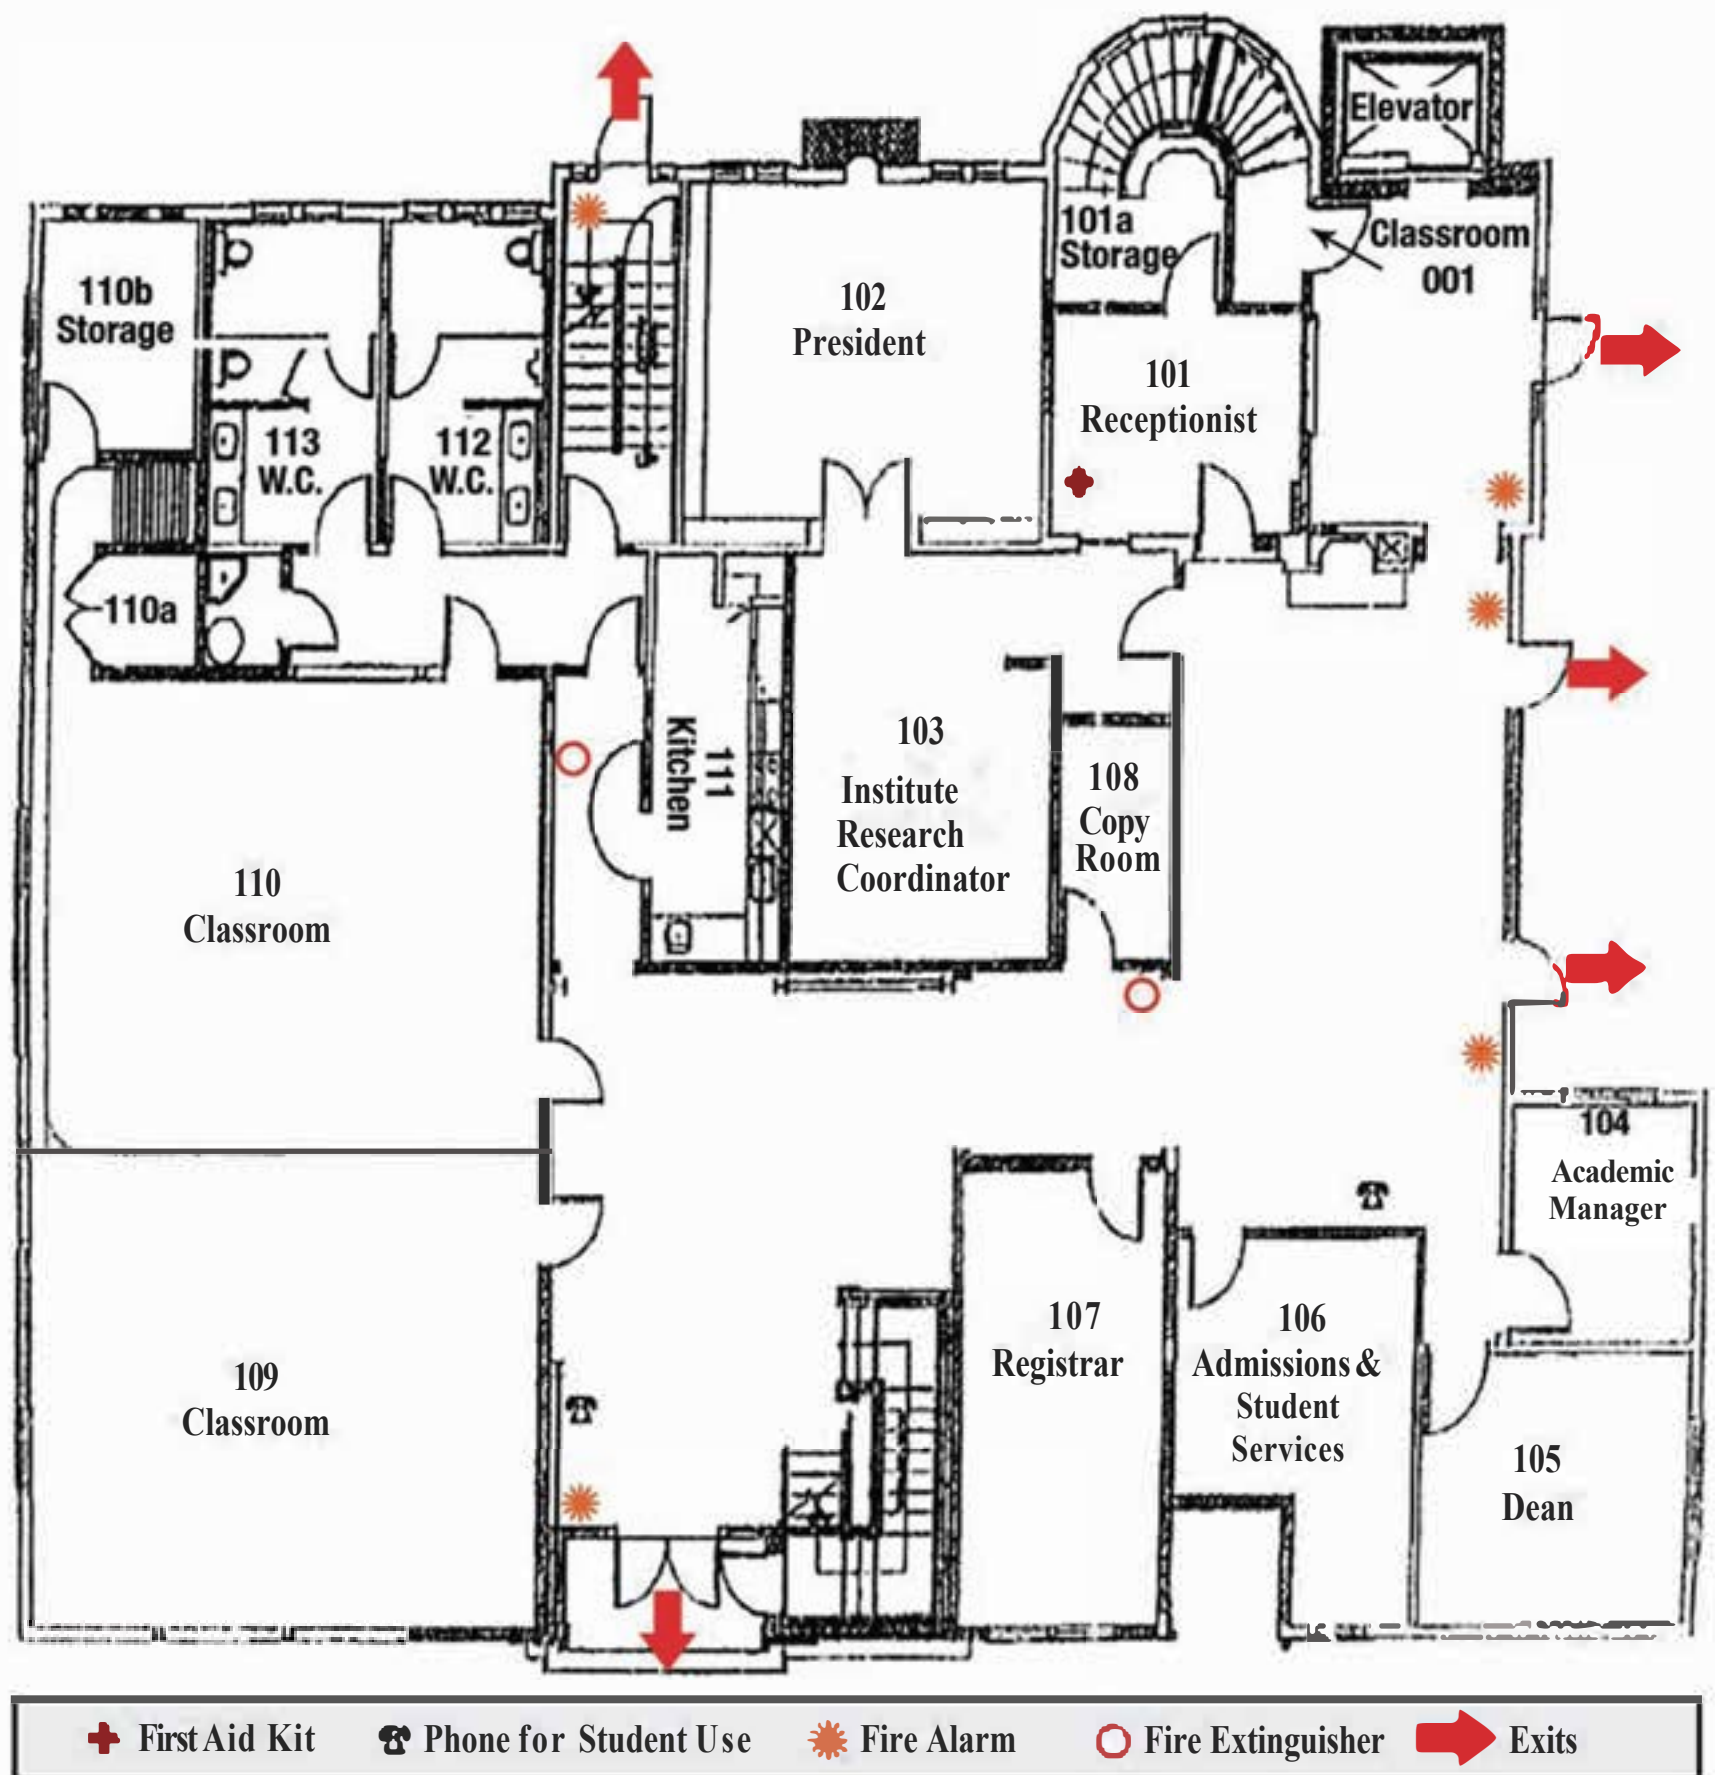 Elevator
101a
Storage
Classroom
001
110b
Storage
102
President
101
Receptionist
113
W.C.
112
W.C.
110a
111
Kitchen
103
Institute
Research
Coordinator
108
Copy
Room
110
Classroom
104
Academic
Manager
107
Registrar
106
Admissions &
Student
Services
109
Classroom
105
Dean
First Aid Kit
Phone for Student Use
Fire Alarm
Fire Extinguisher
Exits